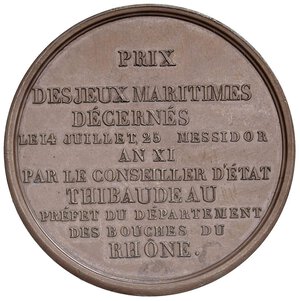 PRIX
DES JEUX MARITIMES
DÉCERNÉS
LE 14 JUILLET, 25 MESSIDOR
AN XI
PAR LE CONSEILLER D'ÉTAT
THIBAUDEAU
PRÉFET DU DÉPARTEMENT
DES BOUCHES DU
RHÔNE.